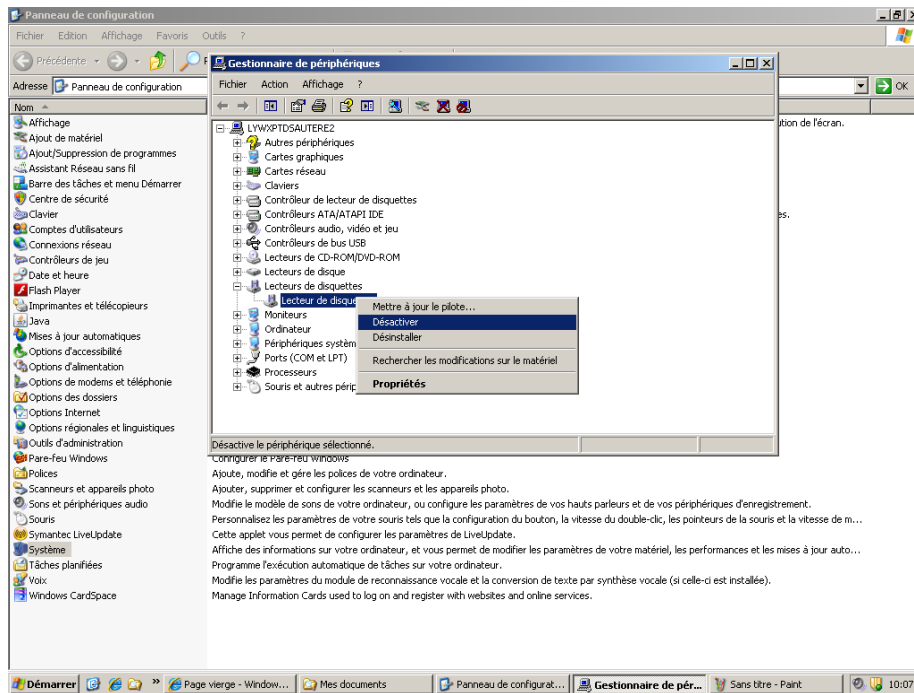 Panneau de configuration
Fichier Edition Affichage Favoris Outils ?
Précédente
Gestionnaire de périphériques
Adresse Panneau de configuration OK
Fichier Action Affichage ?
Nom
LYWXPTDSAUTERE2
Autres périphériques
Cartes graphiques
Cartes réseau
Claviers
Contrôleur de lecteur de disquettes
Contrôleurs ATA/ATAPI IDE
Contrôleurs audio, vidéo et jeu
Contrôleurs de bus USB
Lecteurs de CD-ROM/DVD-ROM
Lecteurs de disque
Lecteurs de disquettes
Lecteur de disque
Moniteurs
Ordinateur
Périphériques systèm
Ports (COM et LPT)
Processeurs
Souris et autres périp
Mettre à jour le pilote...
Désactiver
Désinstaller
Rechercher les modifications sur le matériel
Propriétés
Désactive le périphérique sélectionné.
Affichage
ition de l'écran.
Ajout de matériel
Ajout/Suppression de programmes
Assistant Réseau sans fil
Barre des tâches et menu Démarrer
Centre de sécurité
Clavier
es.
Comptes d'utilisateurs
Connexions réseau
Contrôleurs de jeu
Date et heure
Flash Player
Imprimantes et télécopieurs
Java
Mises à jour automatiques
Options d'accessibilité
Options d'alimentation
Options de modems et téléphonie
Options des dossiers
Options Internet
Options régionales et linguistiques
Outils d'administration
Pare-feu Windows Configurer le Pare-feu Windows
Polices Ajoute, modifie et gére les polices de votre ordinateur.
Scanneurs et appareils photo Ajouter, supprimer et configurer les scanneurs et les appareils photo.
Sons et périphériques audio Modifie le modèle de sons de votre ordinateur, ou configure les paramètres de vos hauts parleurs et de vos périphériques d'enregistrement.
Souris Personnalisez les paramètres de votre souris tels que la configuration du bouton, la vitesse du double-clic, les pointeurs de la souris et la vitesse de m...
Symantec LiveUpdate Cette applet vous permet de configurer les paramètres de LiveUpdate.
Système Affiche des informations sur votre ordinateur, et vous permet de modifier les paramètres de votre matériel, les performances et les mises à jour auto...
Tâches planifiées Programme l'exécution automatique de tâches sur votre ordinateur.
Voix Modifie les paramètres du module de reconnaissance vocale et la conversion de texte par synthèse vocale (si celle-ci est installée).
Windows CardSpace Manage Information Cards used to log on and register with websites and online services.
Démarrer » Page vierge - Window... Mes documents Panneau de configurat... Gestionnaire de pér... Sans titre - Paint 10:07